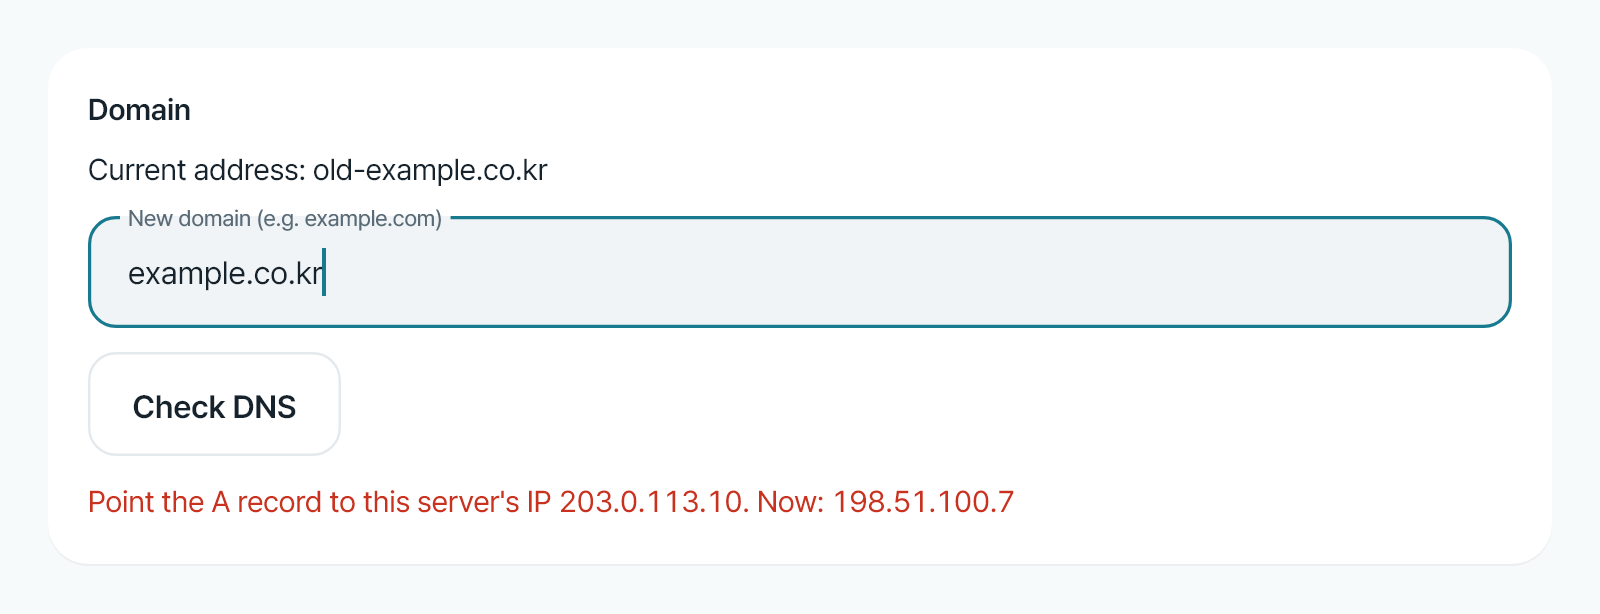 Domain
Current address: old-example.co.kr
New domain (e.g. example.com)
example.co.kr
Check DNS
Point the A record to this server's IP 203.0.113.10. Now: 198.51.100.7